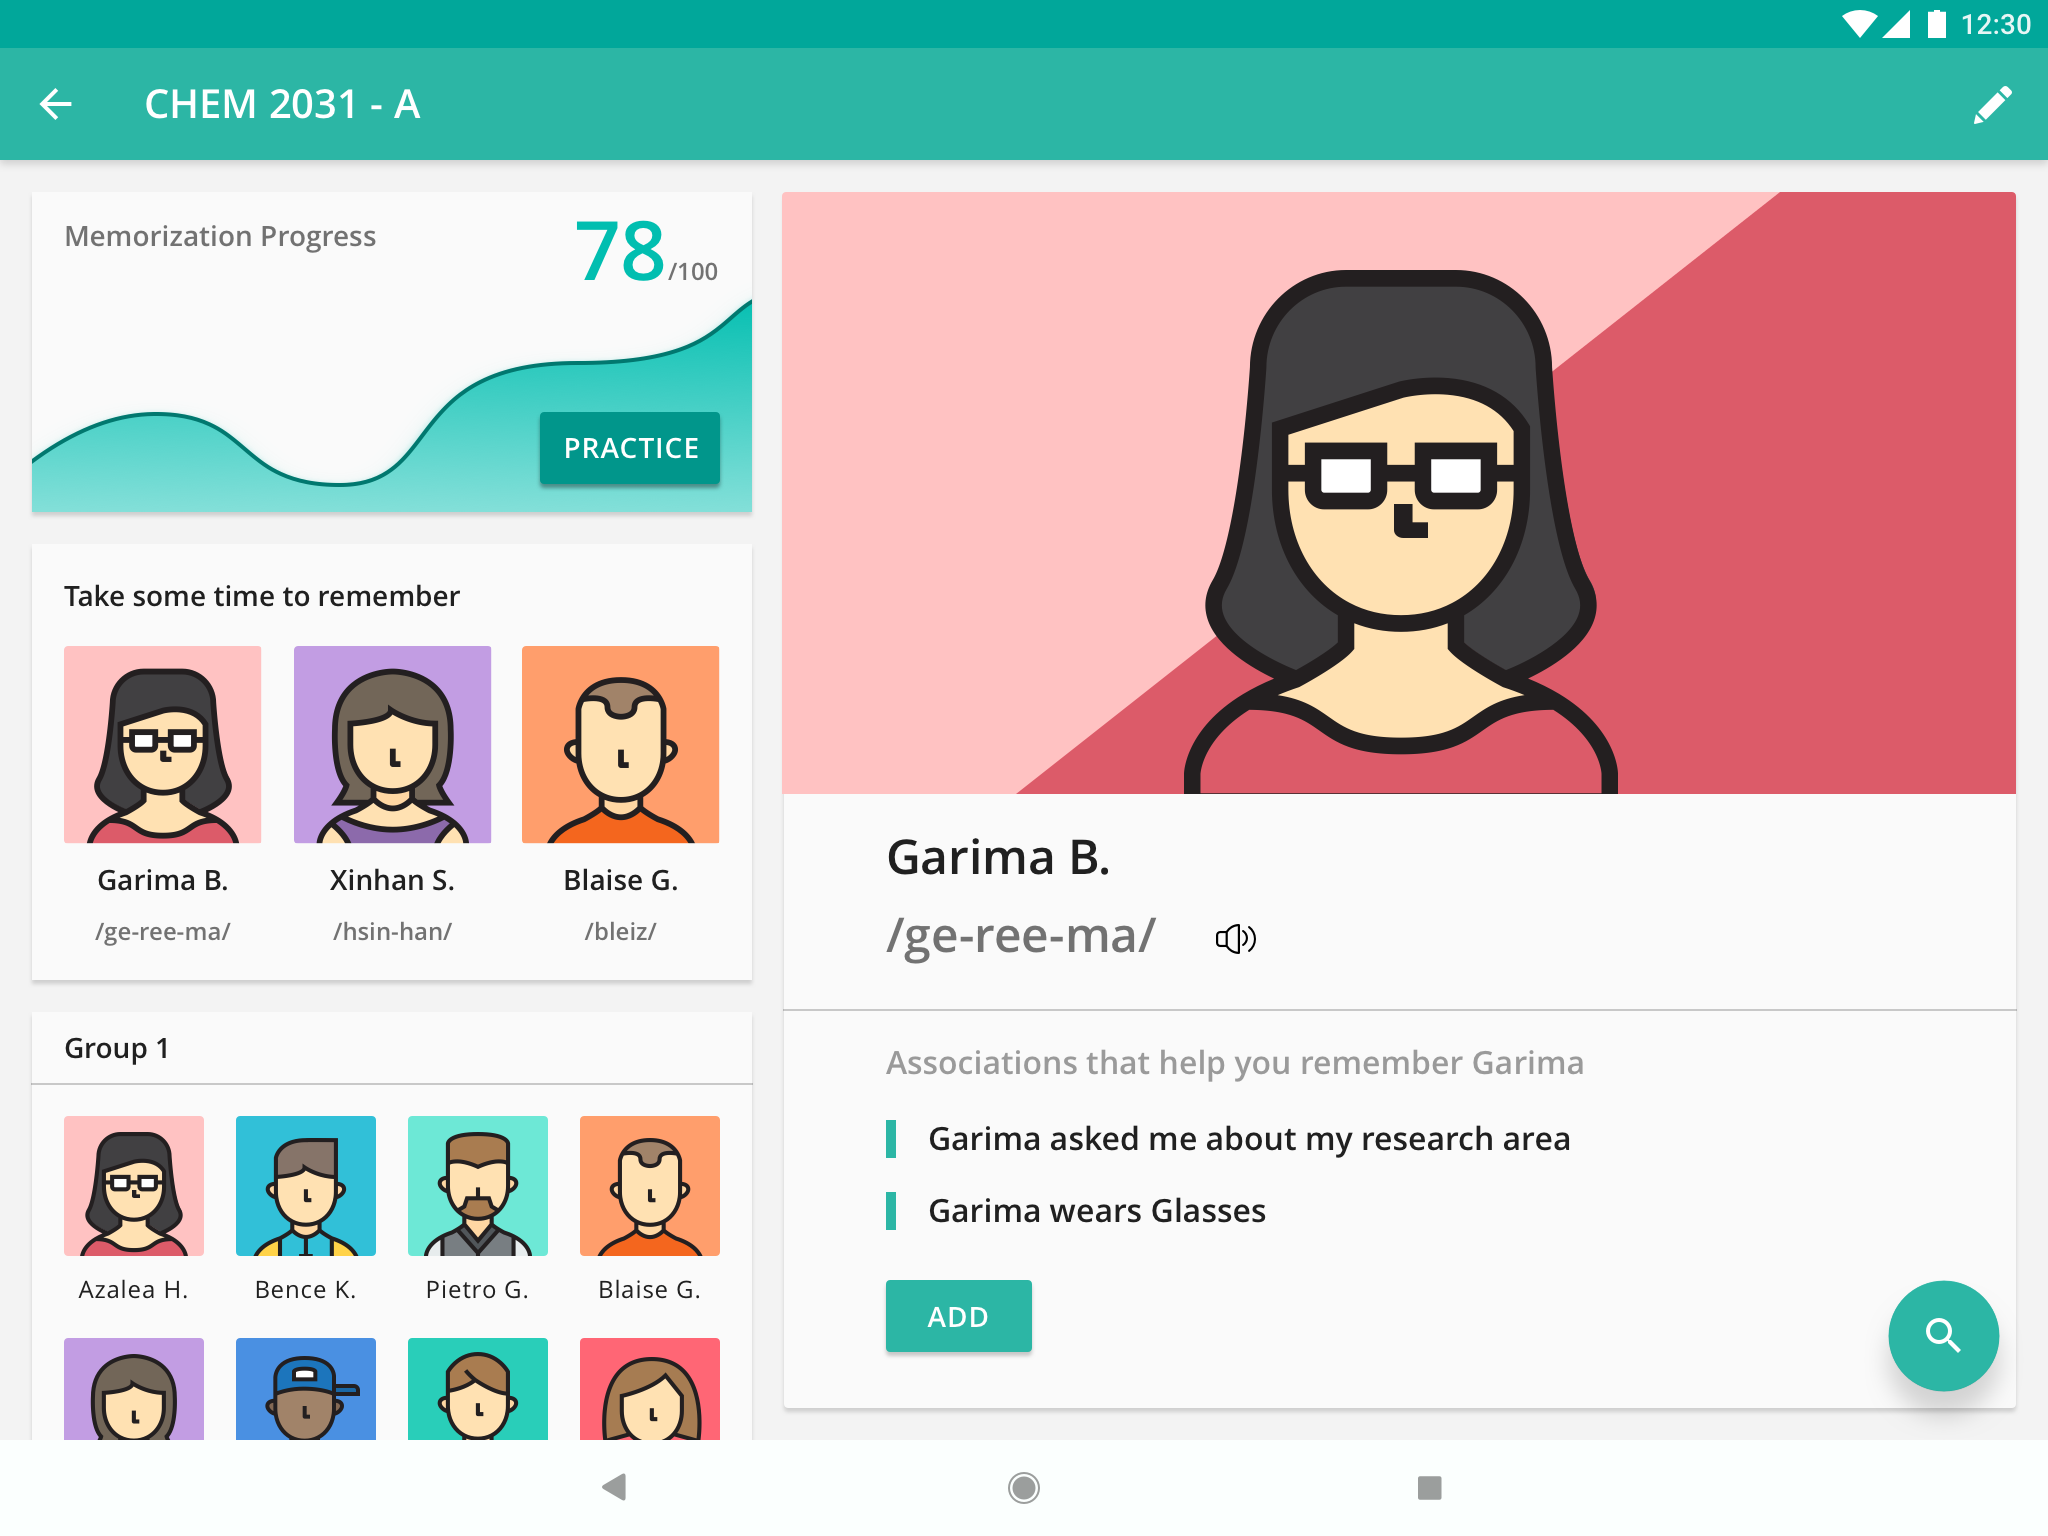 12:30
CHEM 2031 - A
Memorization Progress
78/100
PRACTICE
Take some time to remember
Garima B.
Xinhan S.
Blaise G.
/ge-ree-ma/
/hsin-han/
/bleiz/
Group 1
Azalea H.
Bence K.
Pietro G.
Blaise G.
Garima B.
/ge-ree-ma/
Associations that help you remember Garima
Garima asked me about my research area
Garima wears Glasses
ADD